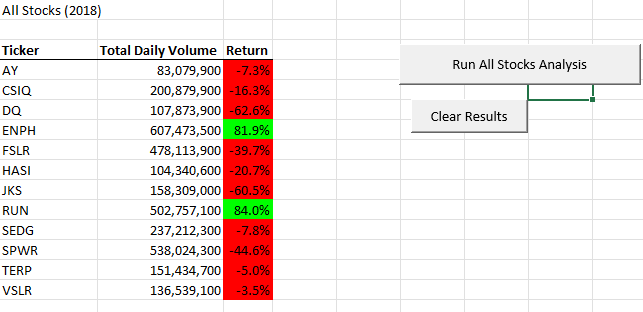 All Stocks (2018)
Ticker Total Daily Volume Return
AY 83,079,900 -7.3%
CSIQ 200,879,900 -16.3%
DQ 107,873,900 -62.6%
ENPH 607,473,500 81.9%
FSLR 478,113,900 -39.7%
HASI 104,340,600 -20.7%
JKS 158,309,000 -60.5%
RUN 502,757,100 84.0%
SEDG 237,212,300 -7.8%
SPWR 538,024,300 -44.6%
TERP 151,434,700 -5.0%
VSLR 136,539,100 -3.5%
Run All Stocks Analysis
Clear Results